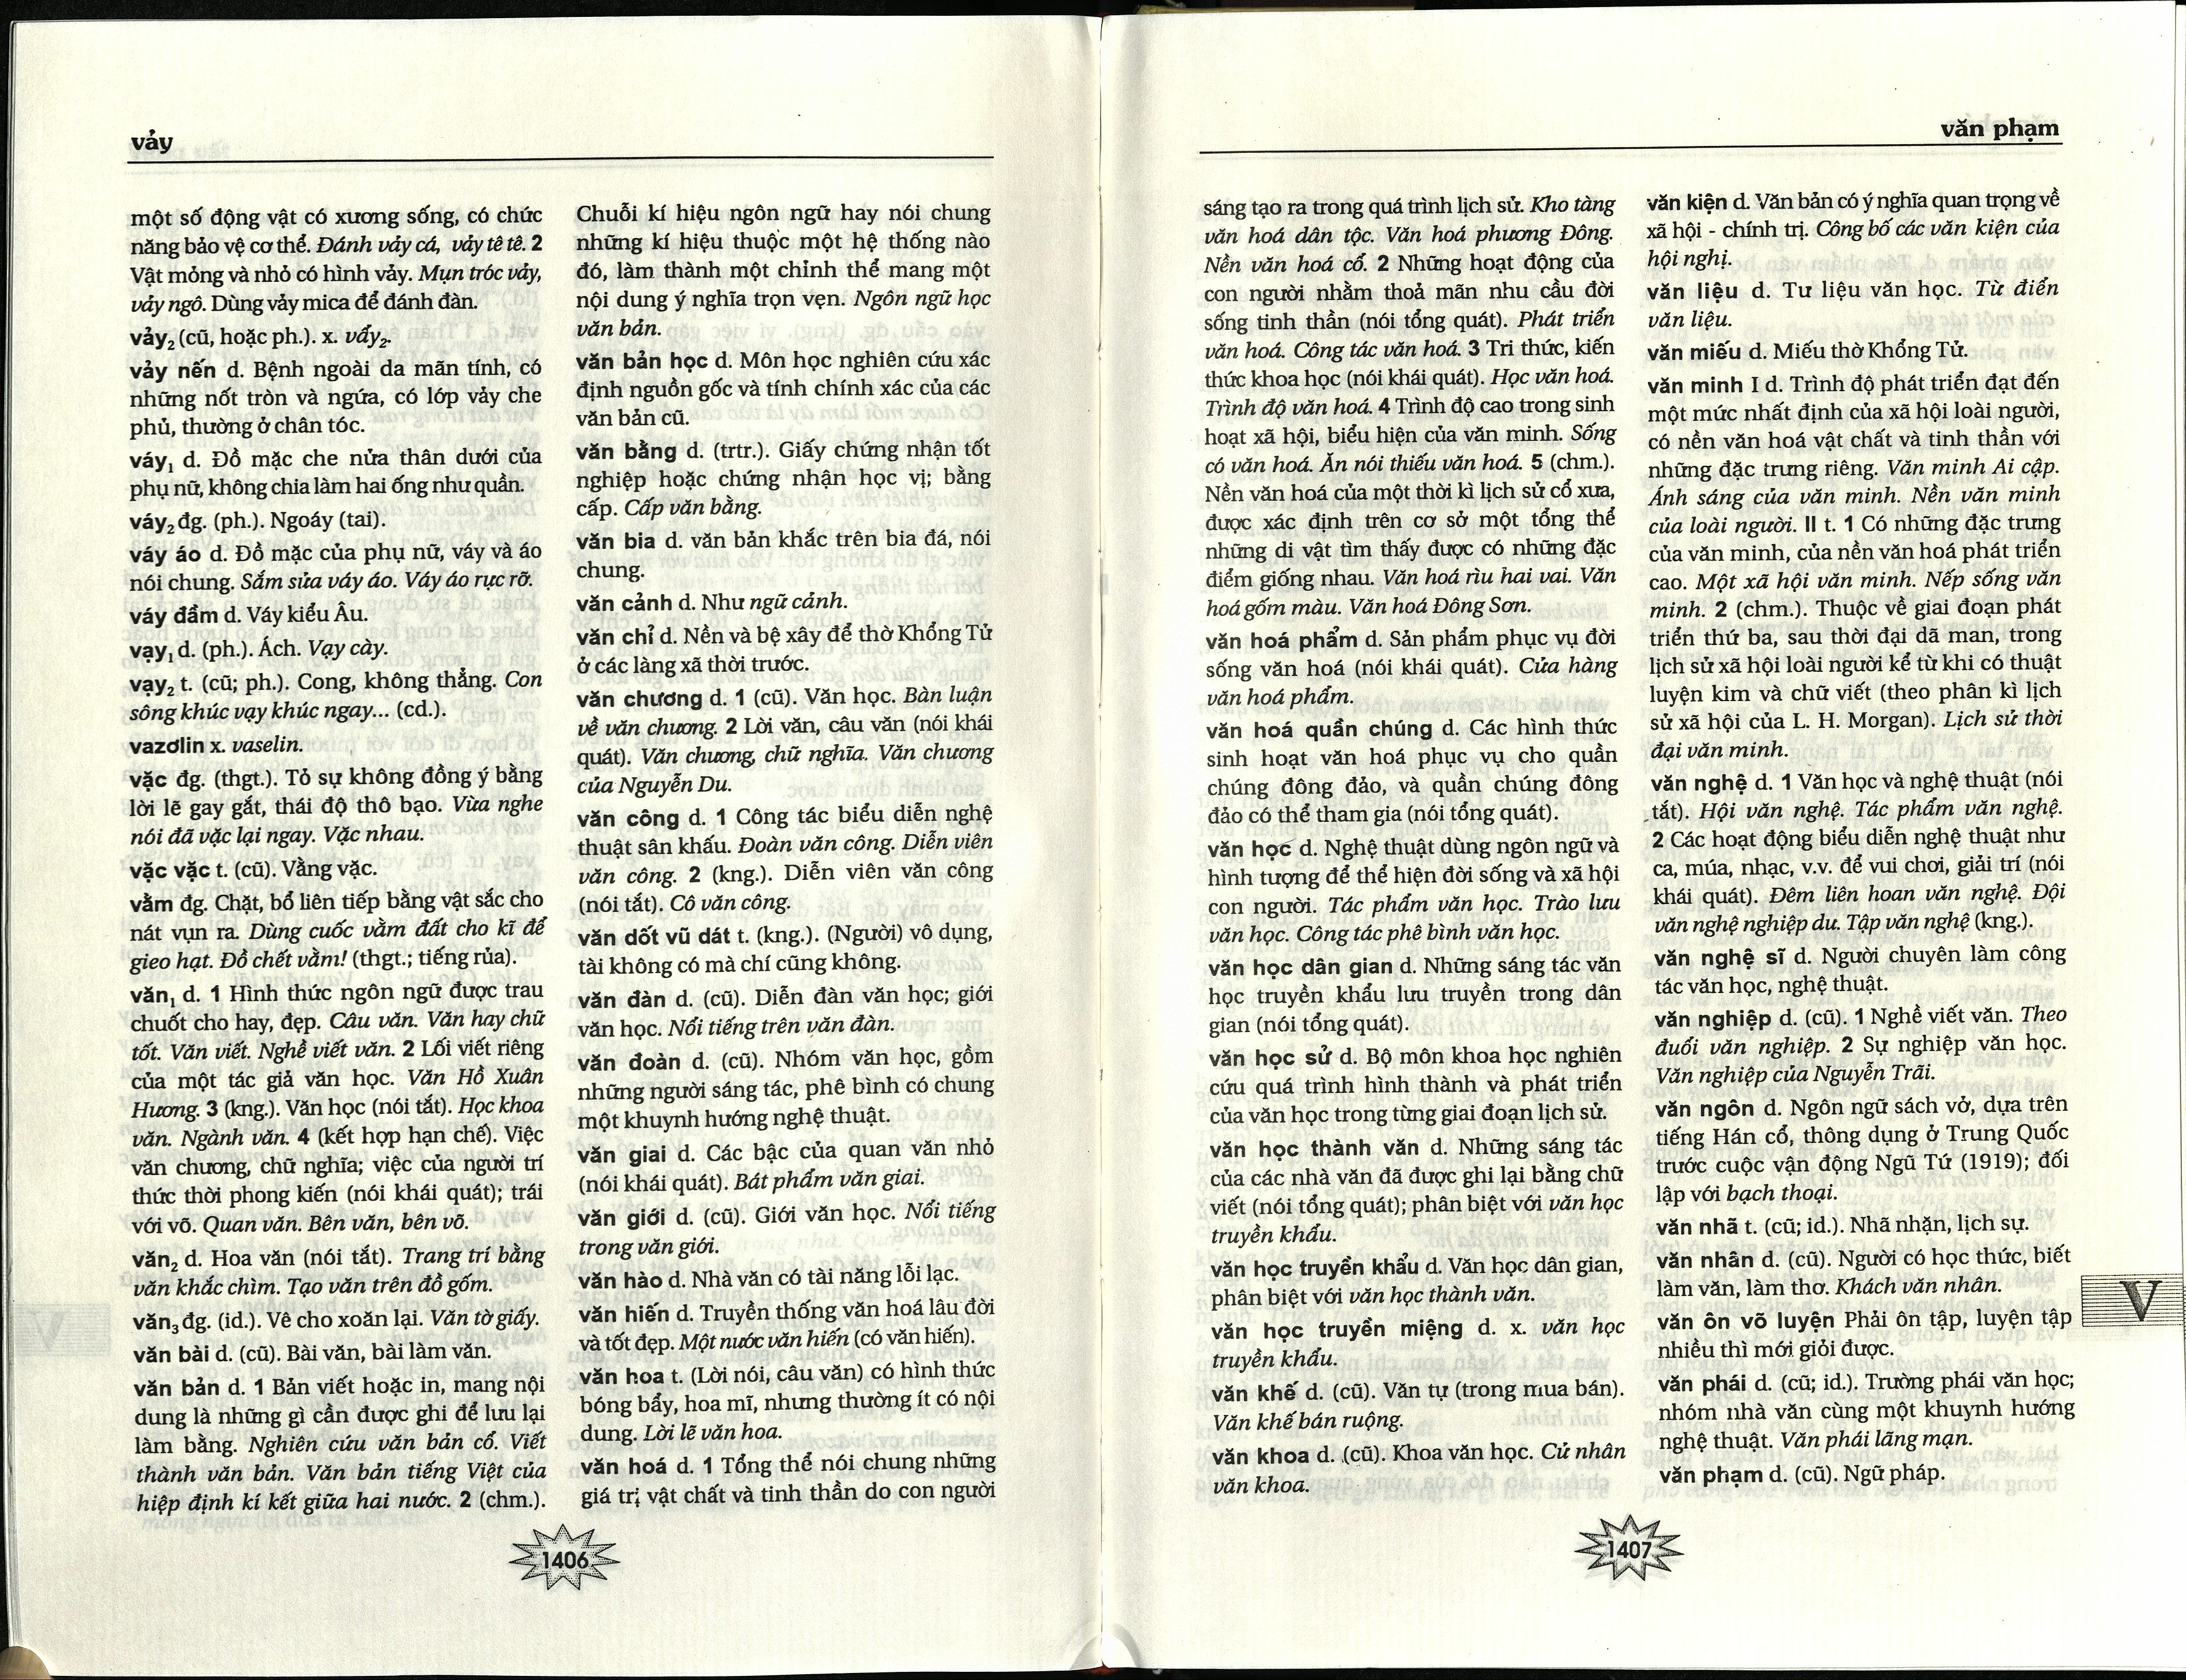 vảy
một số động vật có xương sống, có chức
năng bảo vệ cơ thể. Đánh vảy cá, vảy tê tê. 2
Vật mỏng và nhỏ có hình vảy. Mụn tróc vảy,
vảy ngô. Dùng vảy mica để đánh đàn.
vảy₂ (cũ, hoặc ph.). x. vẩy₂.
vảy nến d. Bệnh ngoài da mãn tính, có
những nốt tròn và ngứa, có lớp vảy che
phủ, thường ở chân tóc.
váy₁ d. Đồ mặc che nửa thân dưới của
phụ nữ, không chia làm hai ống như quần.
váy₂ đg. (ph.). Ngoáy (tai).
váy áo d. Đồ mặc của phụ nữ, váy và áo
nói chung. Sắm sửa váy áo. Váy áo rục rỡ.
váy đầm d. Váy kiểu Âu.
vạy₁ d. (ph.). Ách. Vạy cày.
vạy₂ t. (cũ; ph.). Cong, không thẳng. Con
sông khúc vạy khúc ngay... (cd.).
vazơlin x. vaselin.
vặc đg. (thgt.). Tỏ sự không đồng ý bằng
lời lẽ gay gắt, thái độ thô bạo. Vừa nghe
nói đã vặc lại ngay. Vặc nhau.
vặc vặc t. (cũ). Vằng vặc.
vằm đg. Chặt, bổ liên tiếp bằng vật sắc cho
nát vụn ra. Dùng cuốc vằm đất cho kĩ để
gieo hạt. Đồ chết vằm! (thgt.; tiếng rủa).
văn₁ d. 1 Hình thức ngôn ngữ được trau
chuốt cho hay, đẹp. Câu văn. Văn hay chữ
tốt. Văn viết. Nghề viết văn. 2 Lối viết riêng
của một tác giả văn học. Văn Hồ Xuân
Hương. 3 (kng.). Văn học (nói tắt). Học khoa
văn. Ngành văn. 4 (kết hợp hạn chế). Việc
văn chương, chữ nghĩa; việc của người trí
thức thời phong kiến (nói khái quát); trái
với võ. Quan văn. Bên văn, bên võ.
văn₂ d. Hoa văn (nói tắt). Trang trí bằng
văn khắc chìm. Tạo văn trên đồ gốm.
văn₃ đg. (id.). Vê cho xoăn lại. Văn tờ giấy.
văn bài d. (cũ). Bài văn, bài làm văn.
văn bản d. 1 Bản viết hoặc in, mang nội
dung là những gì cần được ghi để lưu lại
làm bằng. Nghiên cứu văn bản cổ. Viết
thành văn bản. Văn bản tiếng Việt của
hiệp định kí kết giữa hai nước. 2 (chm.).
Chuỗi kí hiệu ngôn ngữ hay nói chung
những kí hiệu thuộc một hệ thống nào
đó, làm thành một chỉnh thể mang một
nội dung ý nghĩa trọn vẹn. Ngôn ngữ học
văn bản.
văn bản học d. Môn học nghiên cứu xác
định nguồn gốc và tính chính xác của các
văn bản cũ.
văn bằng d. (trtr.). Giấy chứng nhận tốt
nghiệp hoặc chứng nhận học vị; bằng
cấp. Cấp văn bằng.
văn bia d. văn bản khắc trên bia đá, nói
chung.
văn cảnh d. Như ngữ cảnh.
văn chỉ d. Nền và bệ xây để thờ Khổng Tử
ở các làng xã thời trước.
văn chương d. 1 (cũ). Văn học. Bàn luận
về văn chương. 2 Lời văn, câu văn (nói khái
quát). Văn chương, chữ nghĩa. Văn chương
của Nguyễn Du.
văn công d. 1 Công tác biểu diễn nghệ
thuật sân khấu. Đoàn văn công. Diễn viên
văn công. 2 (kng.). Diễn viên văn công
(nói tắt). Cô văn công.
văn dốt vũ dát t. (kng.). (Người) vô dụng,
tài không có mà chí cũng không.
văn đàn d. (cũ). Diễn đàn văn học; giới
văn học. Nổi tiếng trên văn đàn.
văn đoàn d. (cũ). Nhóm văn học, gồm
những người sáng tác, phê bình có chung
một khuynh hướng nghệ thuật.
văn giai d. Các bậc của quan văn nhỏ
(nói khái quát). Bát phẩm văn giai.
văn giới d. (cũ). Giới văn học. Nổi tiếng
trong văn giới.
văn hào d. Nhà văn có tài năng lỗi lạc.
văn hiến d. Truyền thống văn hoá lâu đời
và tốt đẹp. Một nước văn hiến (có văn hiến).
văn hoa t. (Lời nói, câu văn) có hình thức
bóng bẩy, hoa mĩ, nhưng thường ít có nội
dung. Lời lẽ văn hoa.
văn hoá d. 1 Tổng thể nói chung những
giá trị vật chất và tinh thần do con người
1406
văn phạm
sáng tạo ra trong quá trình lịch sử. Kho tàng
văn hoá dân tộc. Văn hoá phương Đông.
Nền văn hoá cổ. 2 Những hoạt động của
con người nhằm thoả mãn nhu cầu đời
sống tinh thần (nói tổng quát). Phát triển
văn hoá. Công tác văn hoá. 3 Tri thức, kiến
thức khoa học (nói khái quát). Học văn hoá.
Trình độ văn hoá. 4 Trình độ cao trong sinh
hoạt xã hội, biểu hiện của văn minh. Sống
có văn hoá. Ăn nói thiếu văn hoá. 5 (chm.).
Nền văn hoá của một thời kì lịch sử cổ xưa,
được xác định trên cơ sở một tổng thể
những di vật tìm thấy được có những đặc
điểm giống nhau. Văn hoá rìu hai vai. Văn
hoá gốm màu. Văn hoá Đông Sơn.
văn hoá phẩm d. Sản phẩm phục vụ đời
sống văn hoá (nói khái quát). Cửa hàng
văn hoá phẩm.
văn hoá quần chúng d. Các hình thức
sinh hoạt văn hoá phục vụ cho quần
chúng đông đảo, và quần chúng đông
đảo có thể tham gia (nói tổng quát).
văn học d. Nghệ thuật dùng ngôn ngữ và
hình tượng để thể hiện đời sống và xã hội
con người. Tác phẩm văn học. Trào lưu
văn học. Công tác phê bình văn học.
văn học dân gian d. Những sáng tác văn
học truyền khẩu lưu truyền trong dân
gian (nói tổng quát).
văn học sử d. Bộ môn khoa học nghiên
cứu quá trình hình thành và phát triển
của văn học trong từng giai đoạn lịch sử.
văn học thành văn d. Những sáng tác
của các nhà văn đã được ghi lại bằng chữ
viết (nói tổng quát); phân biệt với văn học
truyền khẩu.
văn học truyền khẩu d. Văn học dân gian,
phân biệt với văn học thành văn.
văn học truyền miệng d. x. văn học
truyền khẩu.
văn khế d. (cũ). Văn tự (trong mua bán).
Văn khế bán ruộng.
văn khoa d. (cũ). Khoa văn học. Cử nhân
văn khoa.
văn kiện d. Văn bản có ý nghĩa quan trọng về
xã hội - chính trị. Công bố các văn kiện của
hội nghị.
văn liệu d. Tư liệu văn học. Từ điển
văn liệu.
văn miếu d. Miếu thờ Khổng Tử.
văn minh I d. Trình độ phát triển đạt đến
một mức nhất định của xã hội loài người,
có nền văn hoá vật chất và tinh thần với
những đặc trưng riêng. Văn minh Ai cập.
Ánh sáng của văn minh. Nền văn minh
của loài người. II t. 1 Có những đặc trưng
của văn minh, của nền văn hoá phát triển
cao. Một xã hội văn minh. Nếp sống văn
minh. 2 (chm.). Thuộc về giai đoạn phát
triển thứ ba, sau thời đại dã man, trong
lịch sử xã hội loài người kể từ khi có thuật
luyện kim và chữ viết (theo phân kì lịch
sử xã hội của L. H. Morgan). Lịch sử thời
đại văn minh.
văn nghệ d. 1 Văn học và nghệ thuật (nói
tắt). Hội văn nghệ. Tác phẩm văn nghệ.
2 Các hoạt động biểu diễn nghệ thuật như
ca, múa, nhạc, v.v. để vui chơi, giải trí (nói
khái quát). Đêm liên hoan văn nghệ. Đội
văn nghệ nghiệp dư. Tập văn nghệ (kng.).
văn nghệ sĩ d. Người chuyên làm công
tác văn học, nghệ thuật.
văn nghiệp d. (cũ). 1 Nghề viết văn. Theo
đuổi văn nghiệp. 2 Sự nghiệp văn học.
Văn nghiệp của Nguyễn Trãi.
văn ngôn d. Ngôn ngữ sách vở, dựa trên
tiếng Hán cổ, thông dụng ở Trung Quốc
trước cuộc vận động Ngũ Tứ (1919); đối
lập với bạch thoại.
văn nhã t. (cũ; id.). Nhã nhặn, lịch sự.
văn nhân d. (cũ). Người có học thức, biết
làm văn, làm thơ. Khách văn nhân.
văn ôn võ luyện Phải ôn tập, luyện tập
nhiều thì mới giỏi được.
văn phái d. (cũ; id.). Trường phái văn học;
nhóm nhà văn cùng một khuynh hướng
nghệ thuật. Văn phái lãng mạn.
văn phạm d. (cũ). Ngữ pháp.
V
1407